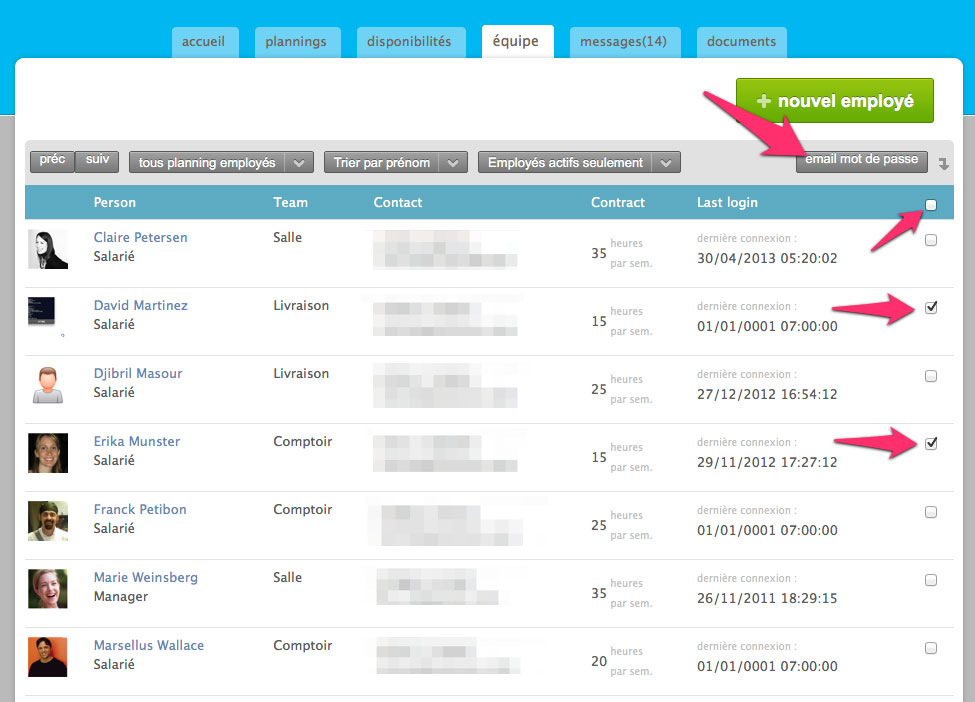 accueil plannings disponibilités équipe messages(14) documents
+ nouvel employé
préc suiv tous planning employés Trier par prénom Employés actifs seulement email mot de passe
Person Team Contact Contract Last login
Claire Petersen Salle heures dernière connexion :
Salarié 35 par sem. 30/04/2013 05:20:02
David Martinez Livraison heures dernière connexion :
Salarié 15 par sem. 01/01/0001 07:00:00
Djibril Masour Livraison heures dernière connexion :
Salarié 25 par sem. 27/12/2012 16:54:12
Erika Munster Comptoir heures dernière connexion :
Salarié 15 par sem. 29/11/2012 17:27:12
Franck Petibon Comptoir heures dernière connexion :
Salarié 25 par sem. 01/01/0001 07:00:00
Marie Weinsberg Salle heures dernière connexion :
Manager 35 par sem. 26/11/2011 18:29:15
Marsellus Wallace Comptoir heures dernière connexion :
Salarié 20 par sem. 01/01/0001 07:00:00